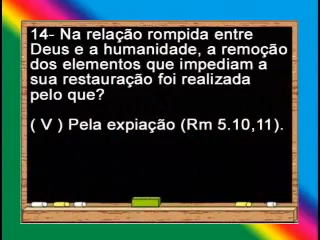 14- Na relação rompida entre
Deus e a humanidade, a remoção
dos elementos que impediam a
sua restauração foi realizada
pelo que?
( V ) Pela expiação (Rm 5.10,11).